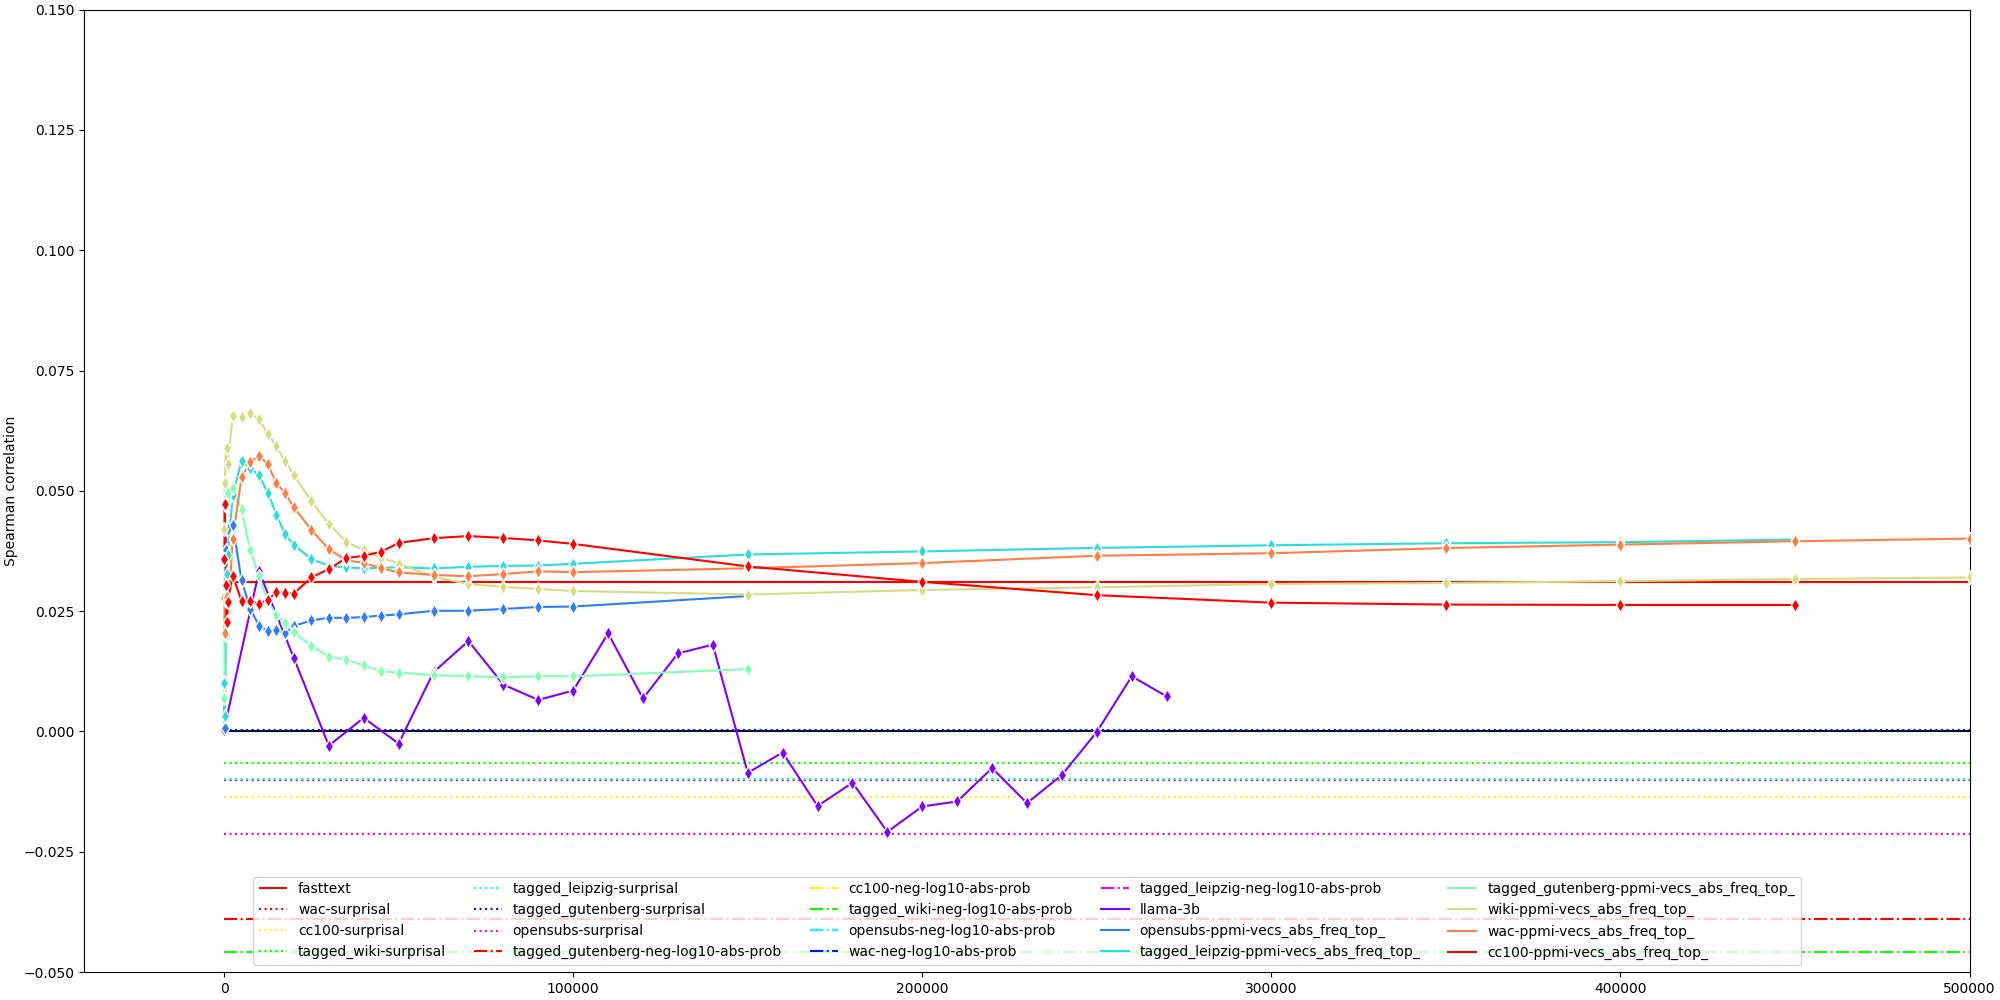 0.150
0.125
0.100
0.075
0.050
0.025
0.000
−0.025
−0.050
Spearman correlation
fasttext
wac-surprisal
cc100-surprisal
tagged_wiki-surprisal
tagged_leipzig-surprisal
tagged_gutenberg-surprisal
opensubs-surprisal
tagged_gutenberg-neg-log10-abs-prob
cc100-neg-log10-abs-prob
tagged_wiki-neg-log10-abs-prob
opensubs-neg-log10-abs-prob
wac-neg-log10-abs-prob
tagged_leipzig-neg-log10-abs-prob
llama-3b
opensubs-ppmi-vecs_abs_freq_top_
tagged_leipzig-ppmi-vecs_abs_freq_top_
tagged_gutenberg-ppmi-vecs_abs_freq_top_
wiki-ppmi-vecs_abs_freq_top_
wac-ppmi-vecs_abs_freq_top_
cc100-ppmi-vecs_abs_freq_top_
0 100000 200000 300000 400000 500000